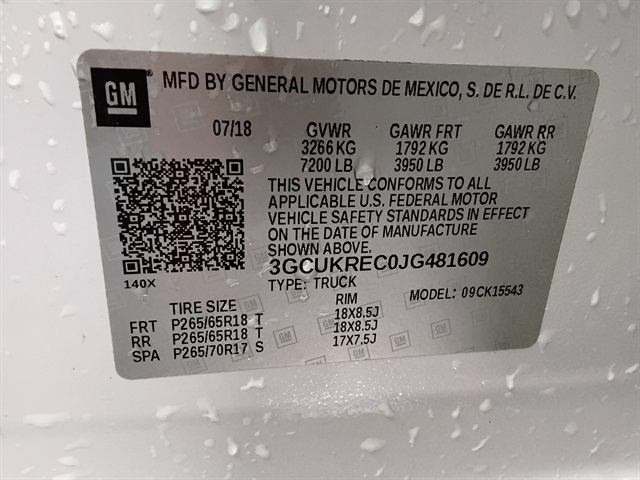 GM
MFD BY GENERAL MOTORS DE MEXICO, S. DE R.L. DE C.V.
07/18 GVWR GAWR FRT GAWR RR
3266 KG 1792 KG 1792 KG
7200 LB 3950 LB 3950 LB
THIS VEHICLE CONFORMS TO ALL
APPLICABLE U.S. FEDERAL MOTOR
VEHICLE SAFETY STANDARDS IN EFFECT
ON THE DATE OF MANUFACTURE
SHOWN ABOVE.
3GCUKREC0JG481609
140X TYPE: TRUCK MODEL: 09CK15543
TIRE SIZE RIM
FRT P265/65R18 T 18X8.5J
RR P265/65R18 T 18X8.5J
SPA P265/70R17 S 17X7.5J